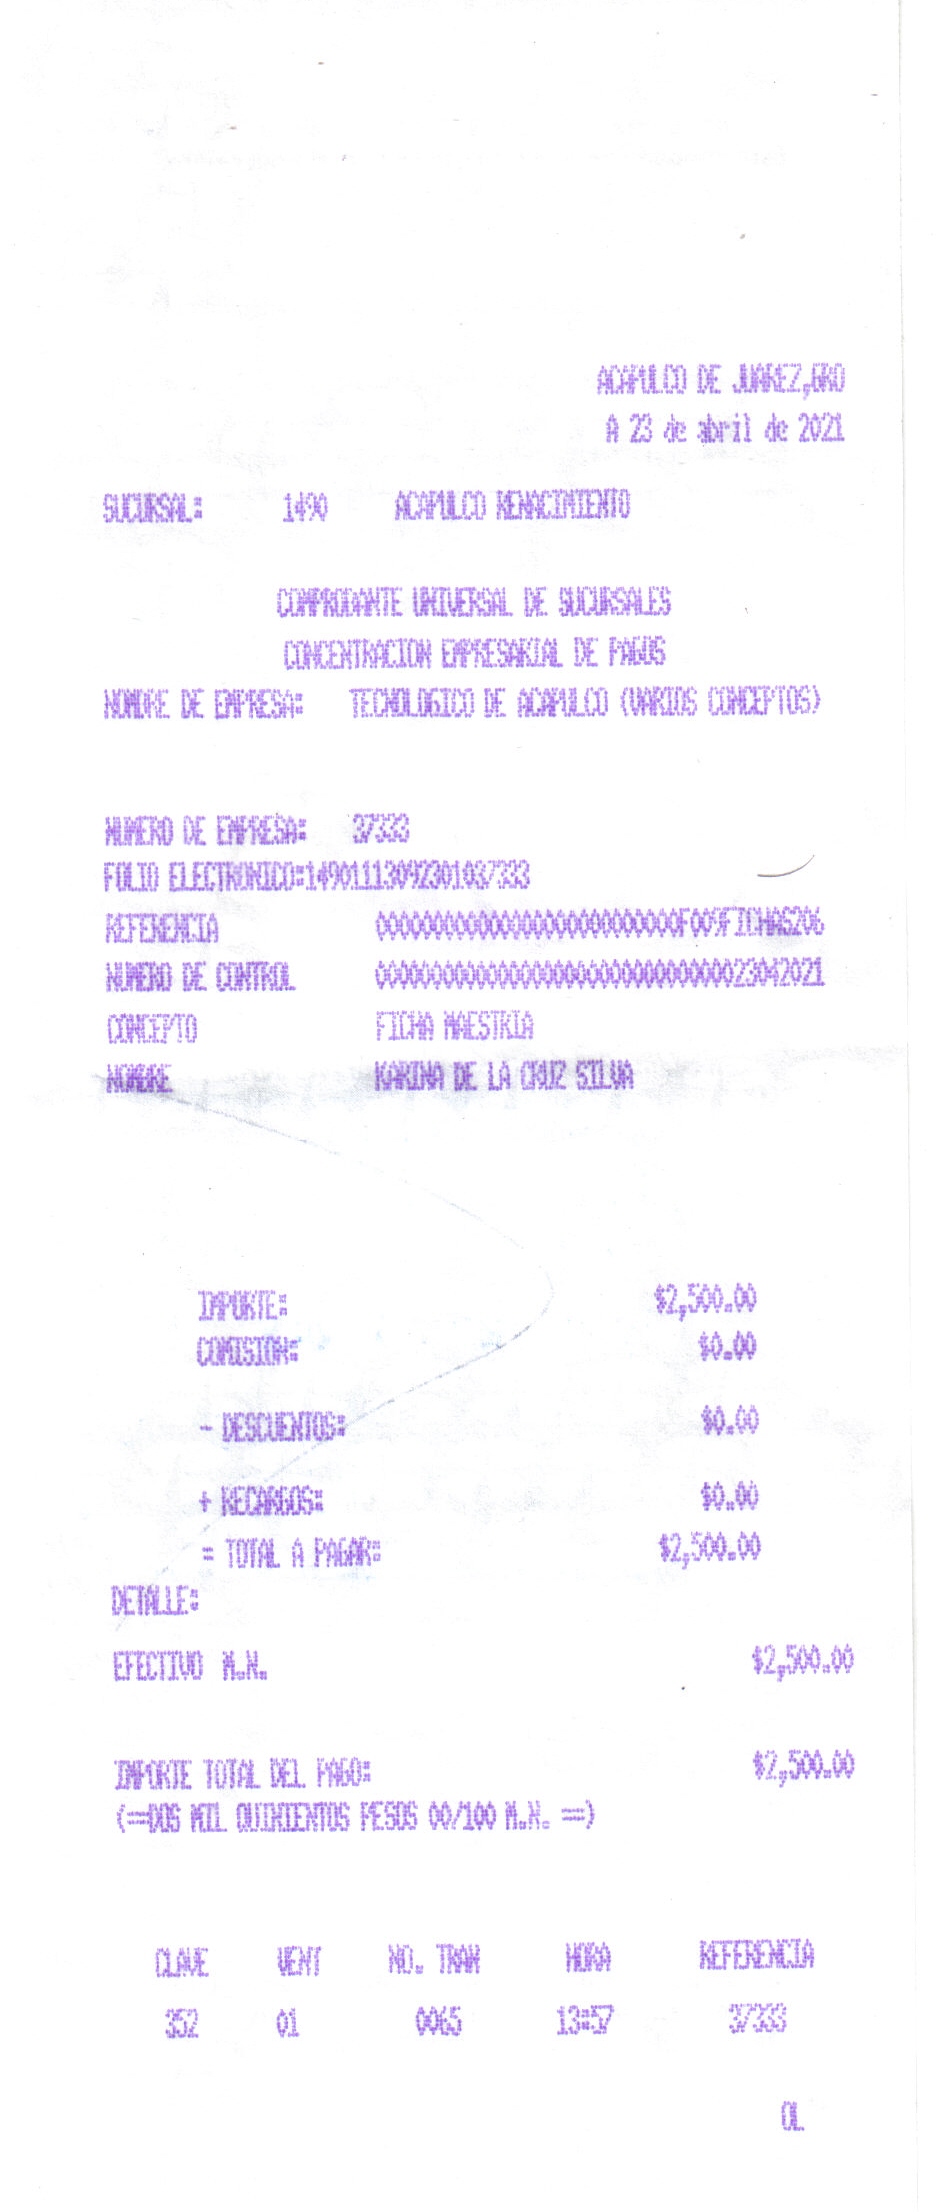 ACAPULCO DE JUAREZ,GRO
A 23 de abril de 2021
SUCURSAL: 1490 ACAPULCO RENACIMIENTO
COMPROBANTE UNIVERSAL DE SUCURSALES
CONCENTRACION EMPRESARIAL DE PAGOS
NOMBRE DE EMPRESA: TECNOLOGICO DE ACAPULCO (VARIOS CONCEPTOS)
NUMERO DE EMPRESA: 37333
FOLIO ELECTRONICO:
REFERENCIA
NUMERO DE CONTROL
CONCEPTO FICHA MAESTRIA
NOMBRE KARINA DE LA CRUZ SILVA
IMPORTE: $2,500.00
COMISION: $0.00
- DESCUENTOS: $0.00
+ RECARGOS: $0.00
= TOTAL A PAGAR: $2,500.00
DETALLE:
EFECTIVO M.N. $2,500.00
IMPORTE TOTAL DEL PAGO: $2,500.00
(==DOS MIL QUINIENTOS PESOS 00/100 M.N. ==)
CLAVE VENT NO. TRAN HORA REFERENCIA
352 01 0065 13:57 37333
OL